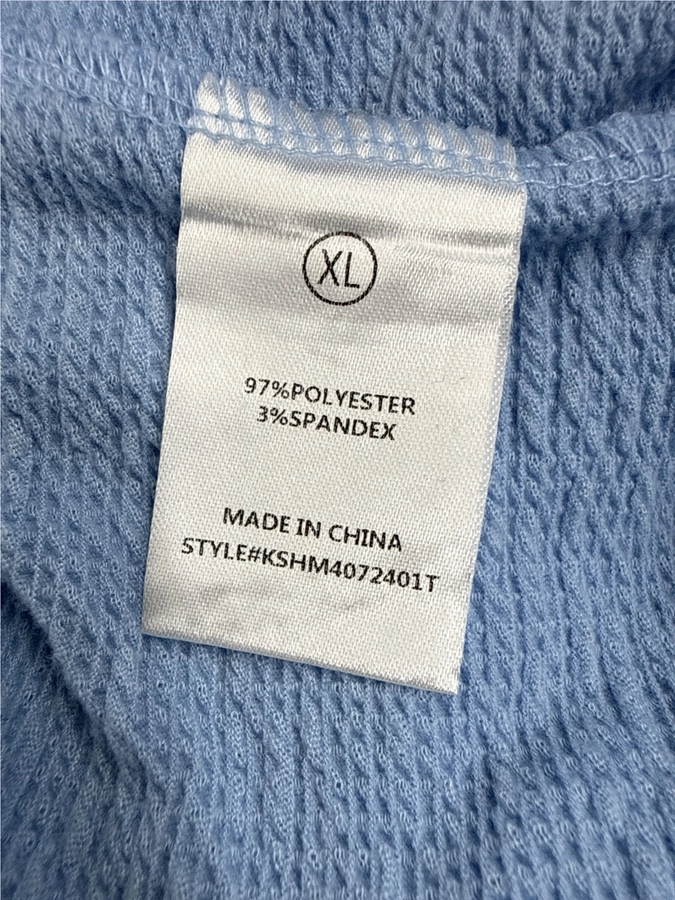 XL
97%POLYESTER
3%SPANDEX
MADE IN CHINA
STYLE#KSHM4072401T